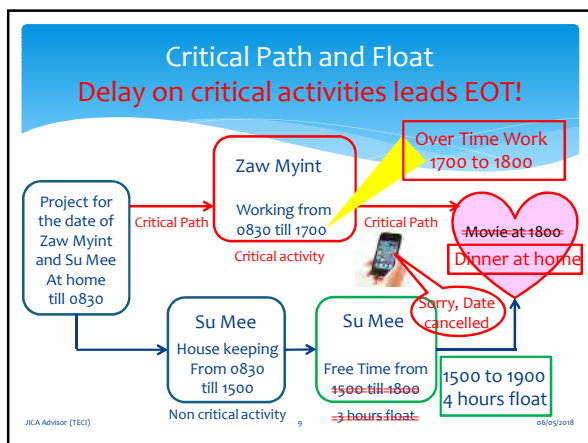 Critical Path and Float
Delay on critical activities leads EOT!
Over Time Work
1700 to 1800
Zaw Myint
Working from
0830 till 1700
Critical activity
Project for
the date of
Zaw Myint
and Su Mee
At home
till 0830
Critical Path
Critical Path
Movie at 1800
Dinner at home
Sorry, Date
cancelled
Su Mee
House keeping
From 0830
till 1500
Non critical activity
Su Mee
Free Time from
1500 till 1800
3 hours float
1500 to 1900
4 hours float
JICA Advisor (TECI)
9
06/05/2018